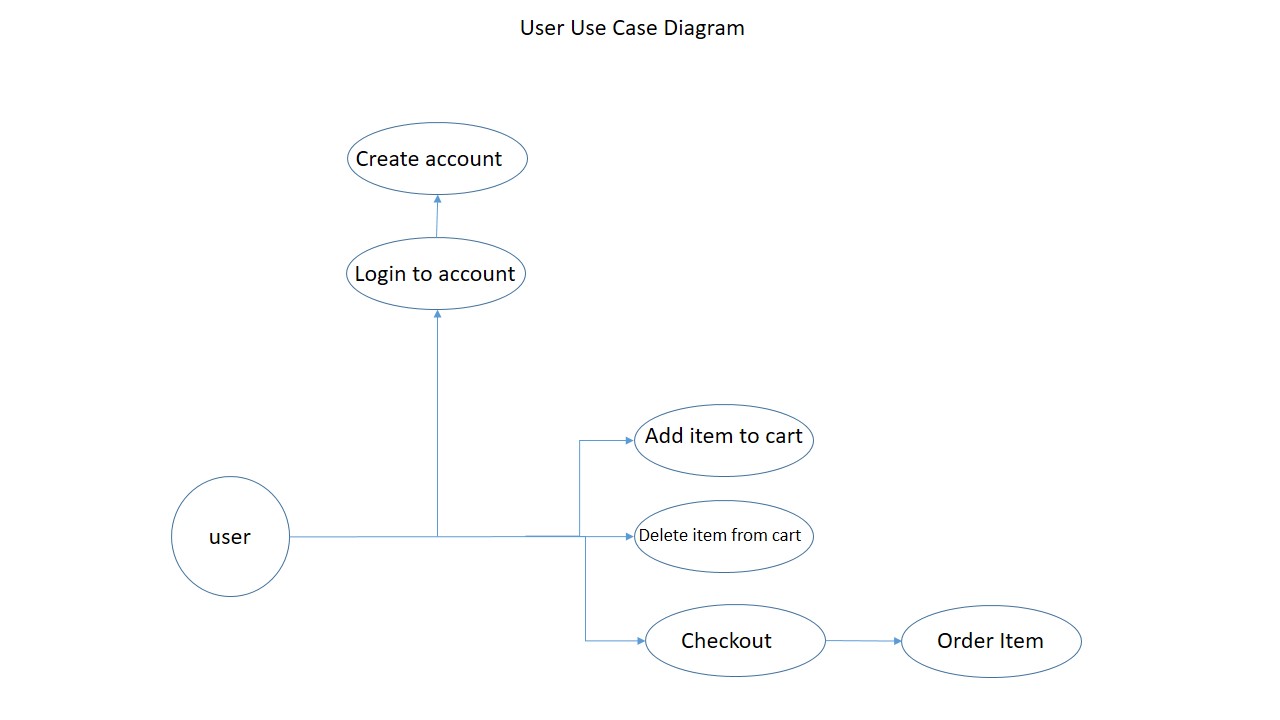 User Use Case Diagram
Create account
Login to account
Add item to cart
user
Delete item from cart
Checkout
Order Item